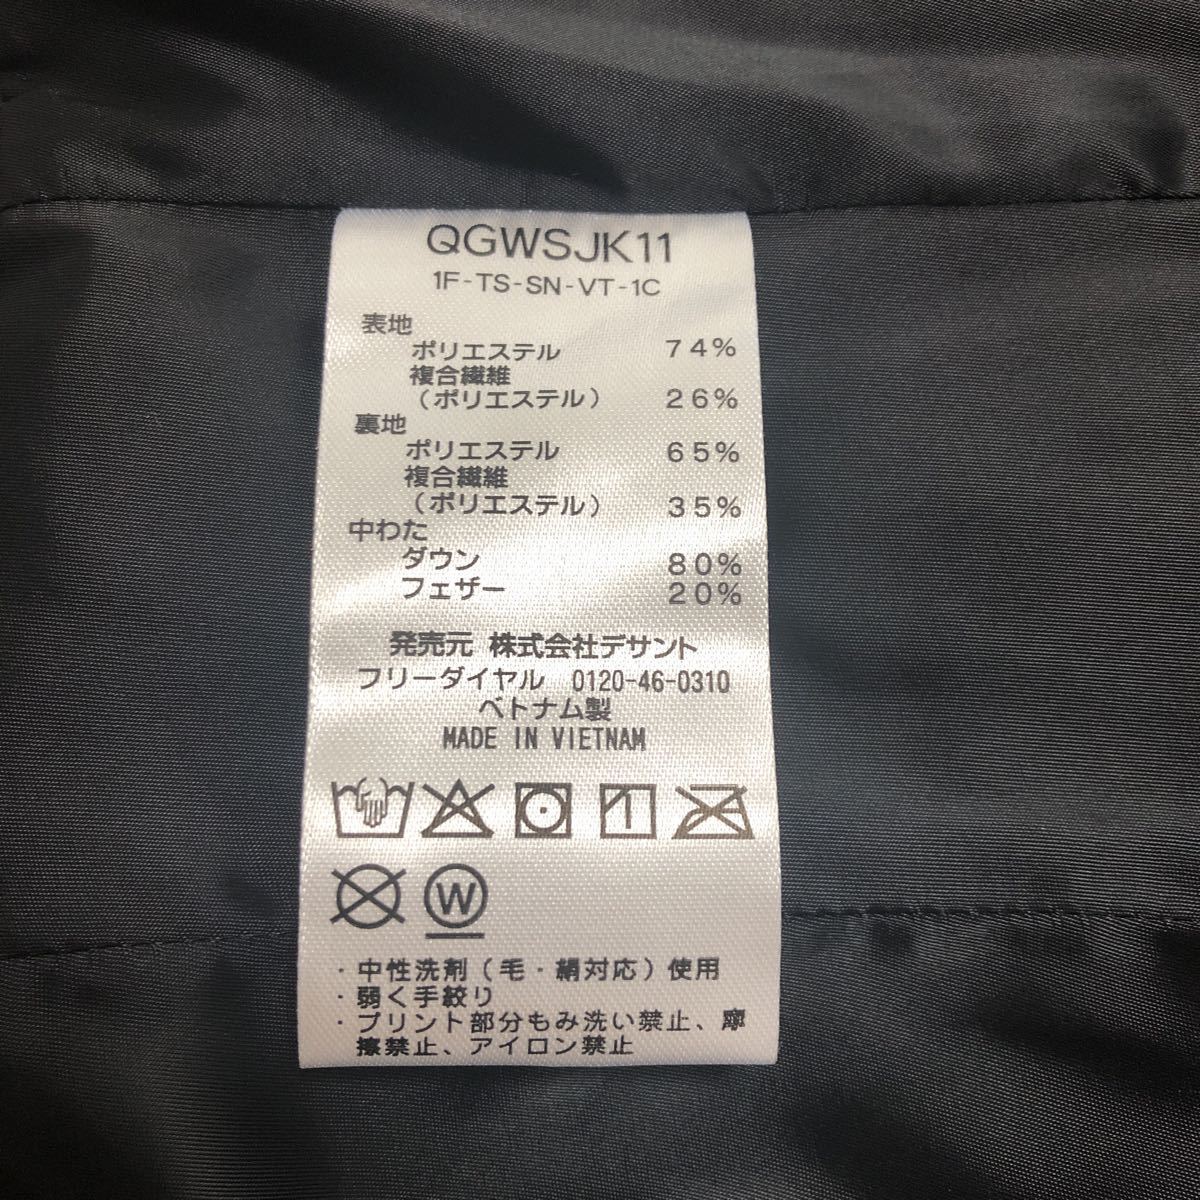 QGWSJK11
1F-TS-SN-VT-1C
表地
ポリエステル 74%
複合繊維
(ポリエステル) 26%
裏地
ポリエステル 65%
複合繊維
(ポリエステル) 35%
中わた
ダウン 80%
フェザー 20%
発売元 株式会社デサント
フリーダイヤル 0120-46-0310
ベトナム製
MADE IN VIETNAM
W
・中性洗剤(毛・絹対応)使用
・弱く手絞り
・プリント部分もみ洗い禁止、摩
擦禁止、アイロン禁止